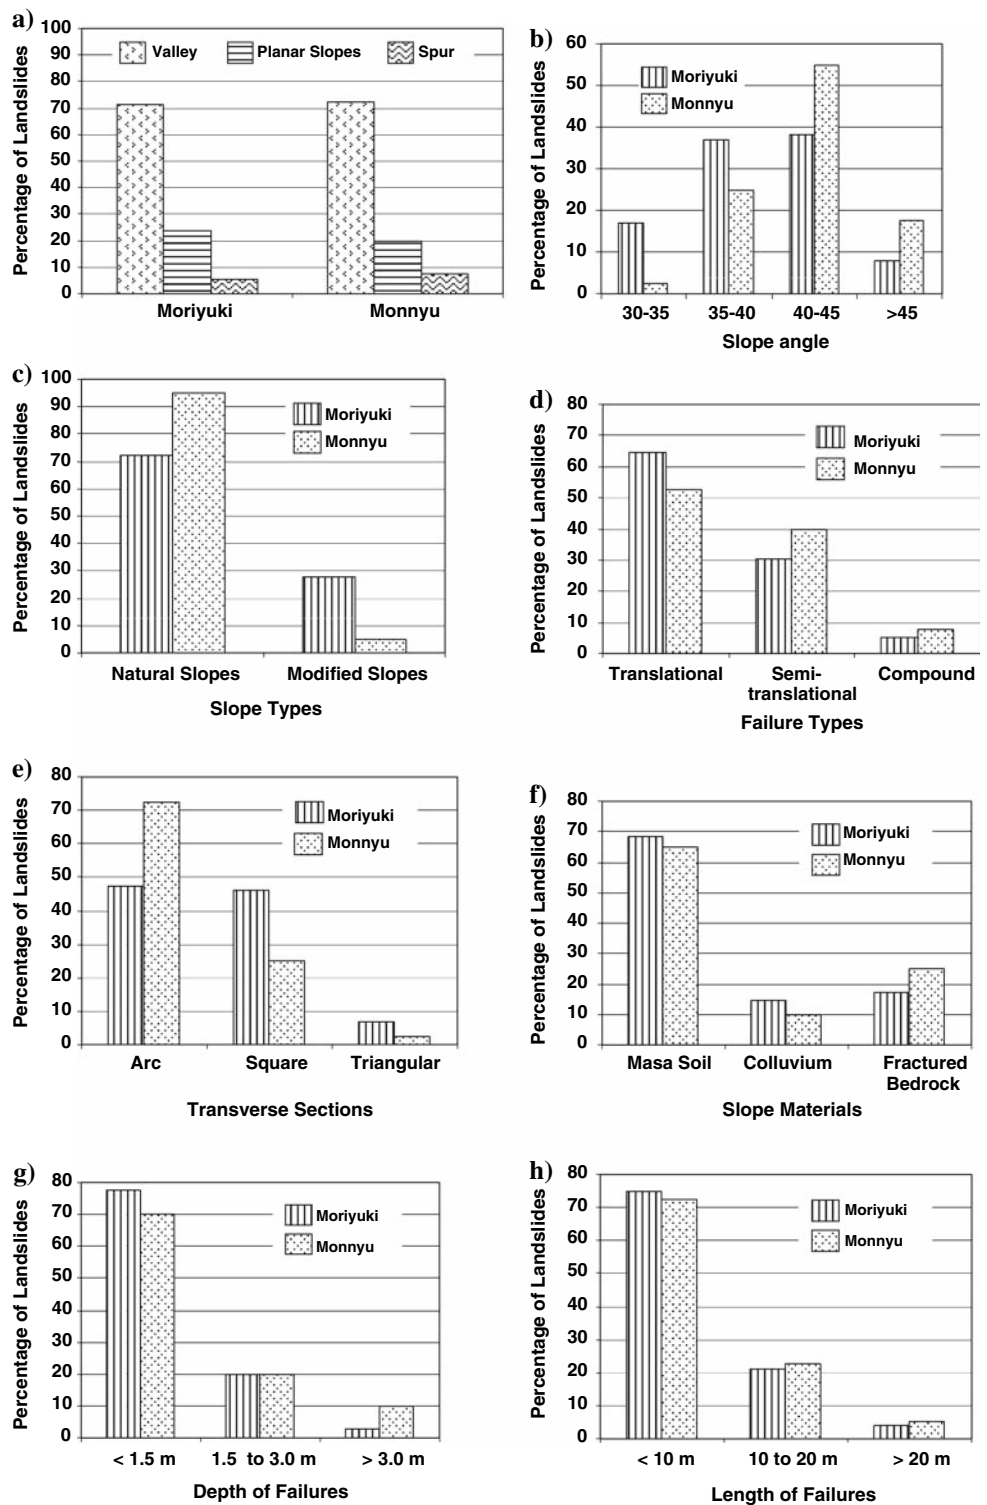 a)
Percentage of Landslides
100
90
80
70
60
50
40
30
20
10
0
Valley Planar Slopes Spur
Moriyuki Monnyu
b)
Percentage of Landslides
60
50
40
30
20
10
0
Moriyuki
Monnyu
30-35 35-40 40-45 >45
Slope angle
c)
Percentage of Landslides
100
90
80
70
60
50
40
30
20
10
0
Moriyuki
Monnyu
Natural Slopes Modified Slopes
Slope Types
d)
Percentage of Landslides
80
70
60
50
40
30
20
10
0
Moriyuki
Monnyu
Translational Semi- Compound
translational
Failure Types
e)
Percentage of Landslides
80
70
60
50
40
30
20
10
0
Moriyuki
Monnyu
Arc Square Triangular
Transverse Sections
f)
Percentage of Landslides
80
70
60
50
40
30
20
10
0
Moriyuki
Monnyu
Masa Soil Colluvium Fractured
Bedrock
Slope Materials
g)
Percentage of Landslides
80
70
60
50
40
30
20
10
0
Moriyuki
Monnyu
< 1.5 m 1.5 to 3.0 m > 3.0 m
Depth of Failures
h)
Percentage of Landslides
80
70
60
50
40
30
20
10
0
Moriyuki
Monnyu
< 10 m 10 to 20 m > 20 m
Length of Failures